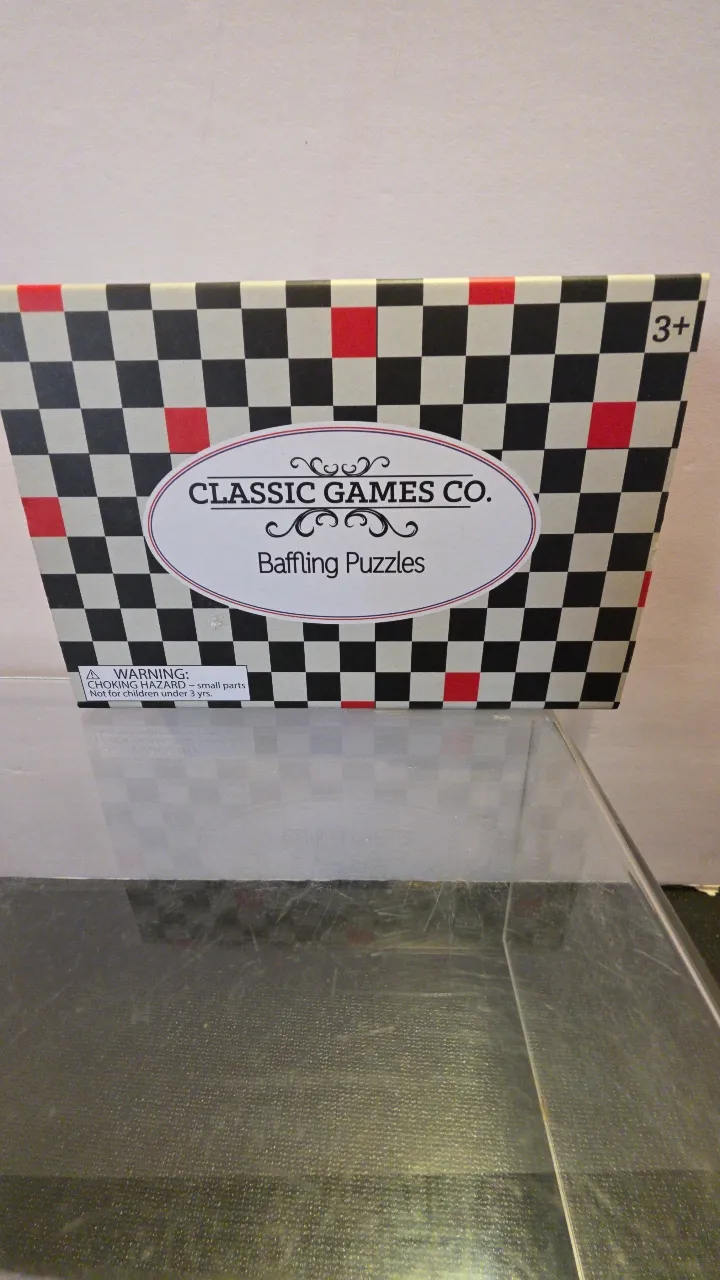 3+
CLASSIC GAMES CO.
Baffling Puzzles
WARNING:
CHOKING HAZARD – small parts
Not for children under 3 yrs.